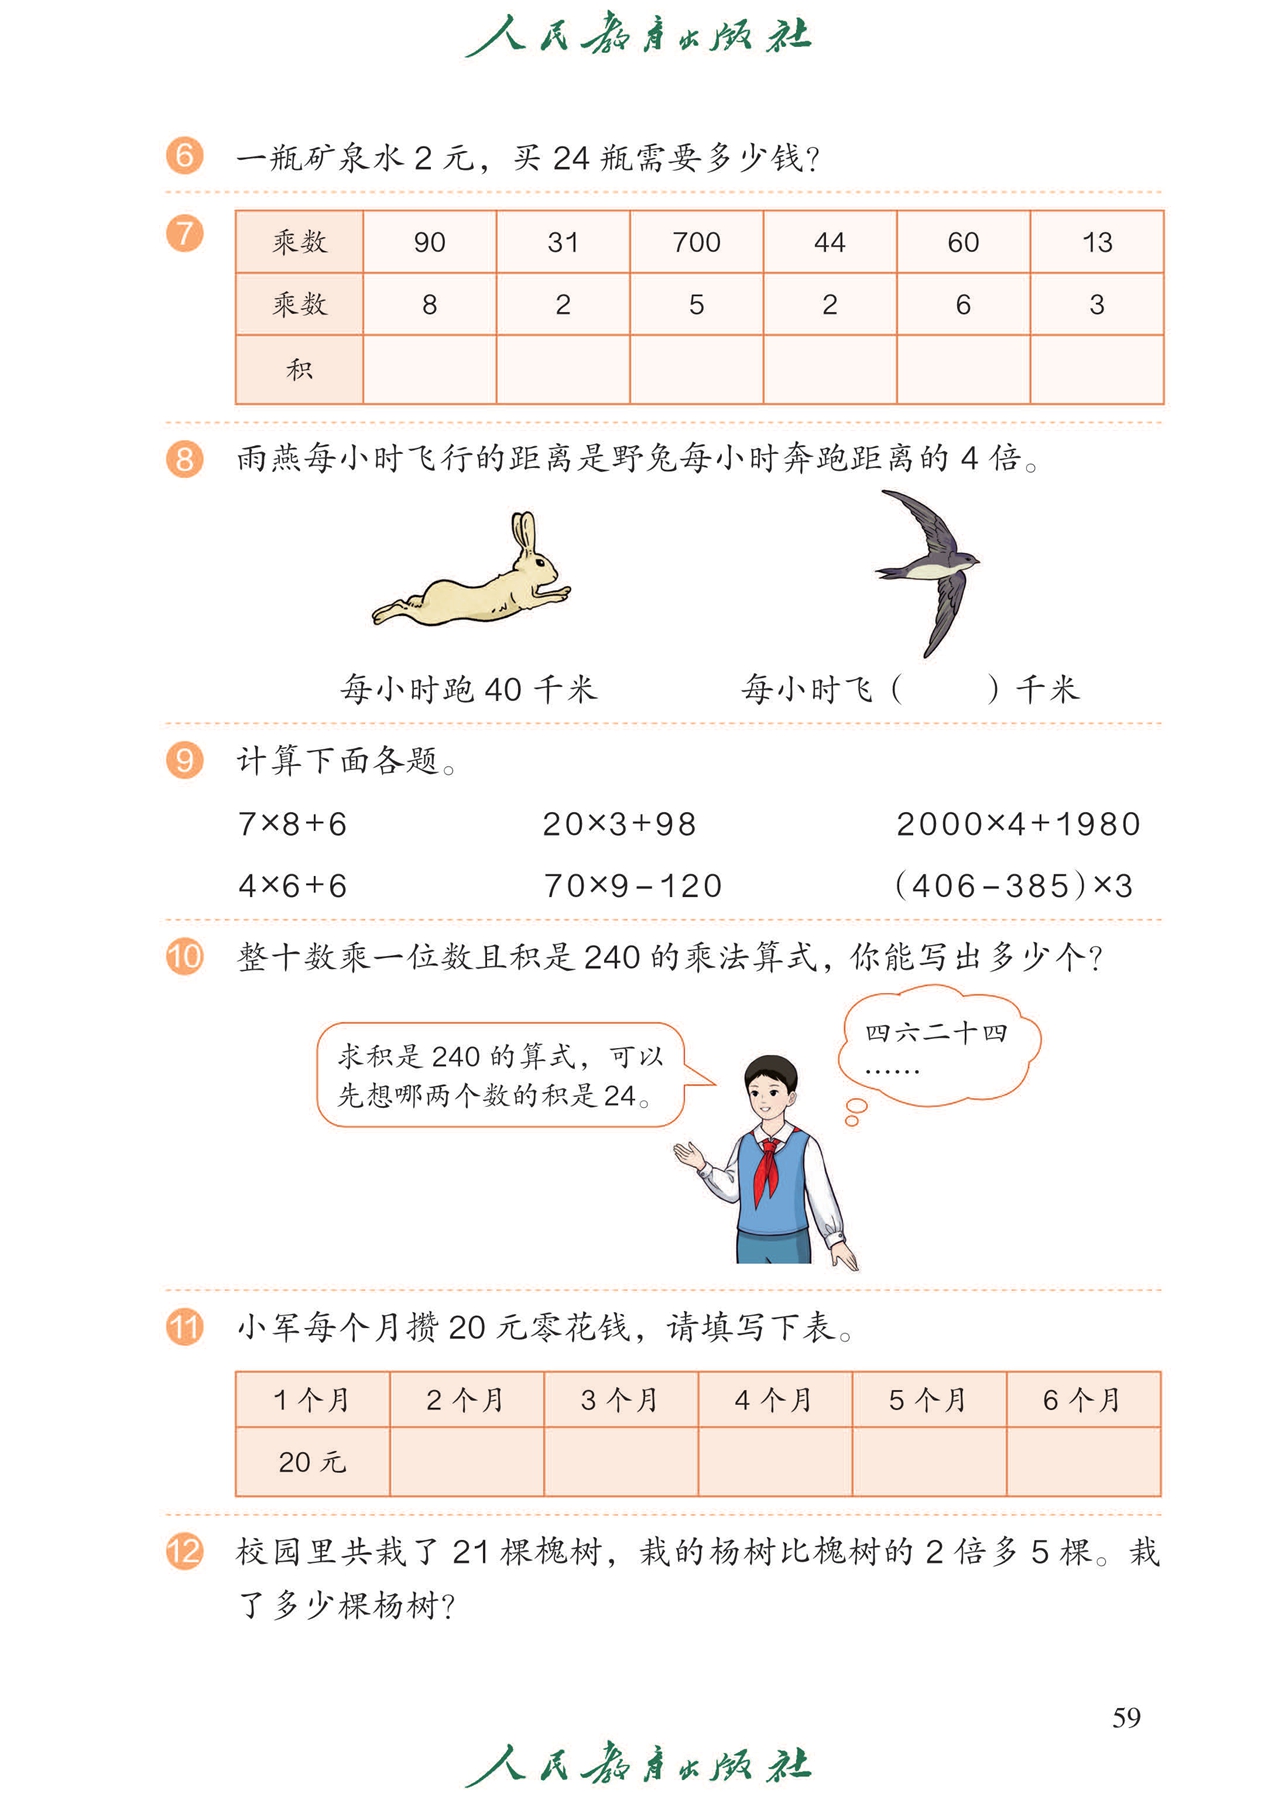 人民教育出版社
6 一瓶矿泉水 2 元，买 24 瓶需要多少钱？
7
乘数 90 31 700 44 60 13
乘数 8 2 5 2 6 3
积
8 雨燕每小时飞行的距离是野兔每小时奔跑距离的 4 倍。
每小时跑 40 千米 每小时飞（　　）千米
9 计算下面各题。
7×8+6 20×3+98 2000×4+1980
4×6+6 70×9−120 （406−385）×3
10 整十数乘一位数且积是 240 的乘法算式，你能写出多少个？
求积是 240 的算式，可以
先想哪两个数的积是 24。
四六二十四
……
11 小军每个月攒 20 元零花钱，请填写下表。
1 个月 2 个月 3 个月 4 个月 5 个月 6 个月
20 元
12 校园里共栽了 21 棵槐树，栽的杨树比槐树的 2 倍多 5 棵。栽
了多少棵杨树？
59
人民教育出版社